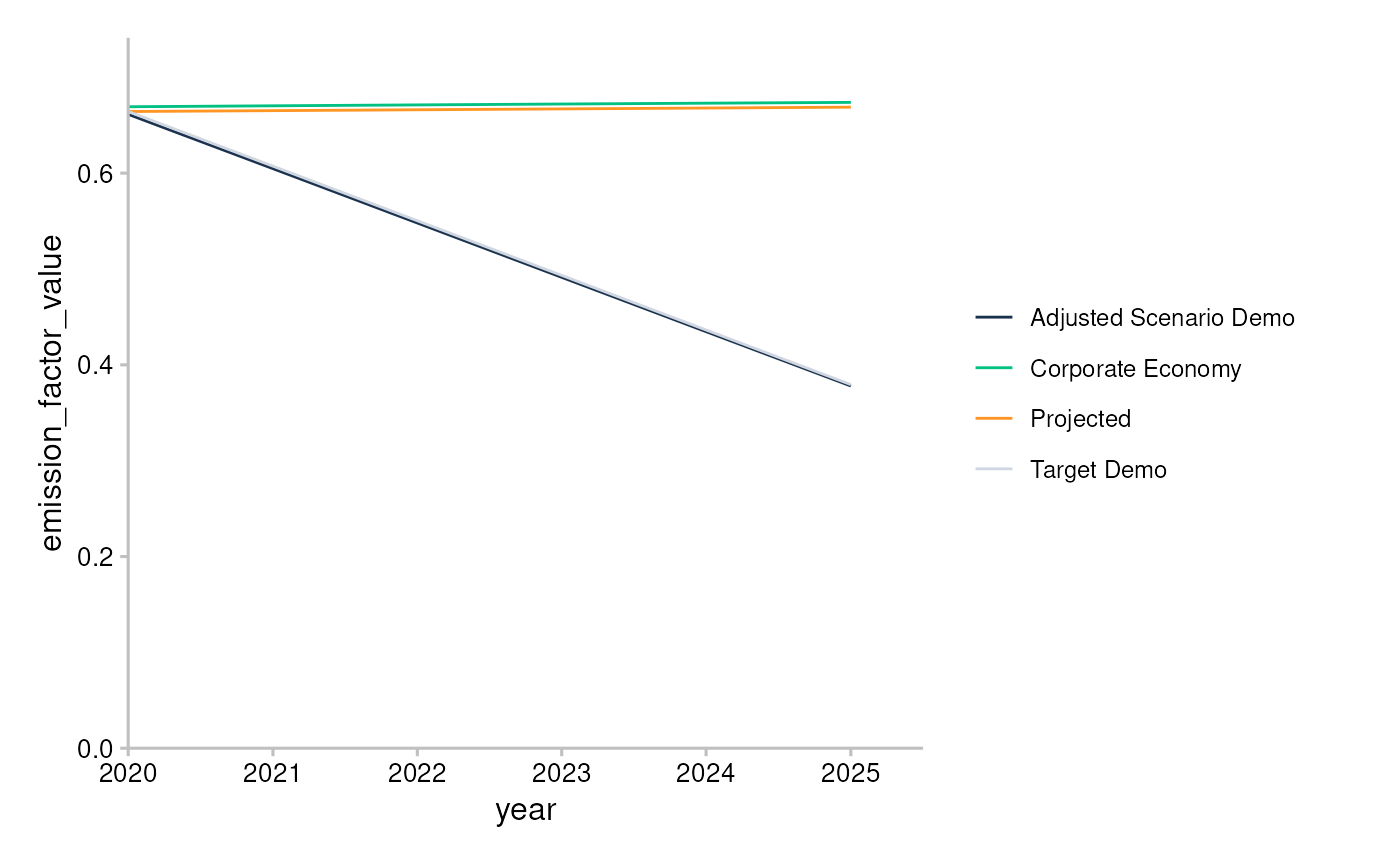 emission_factor_value
0.6
0.4
0.2
0.0
2020 2021 2022 2023 2024 2025
year
Adjusted Scenario Demo
Corporate Economy
Projected
Target Demo